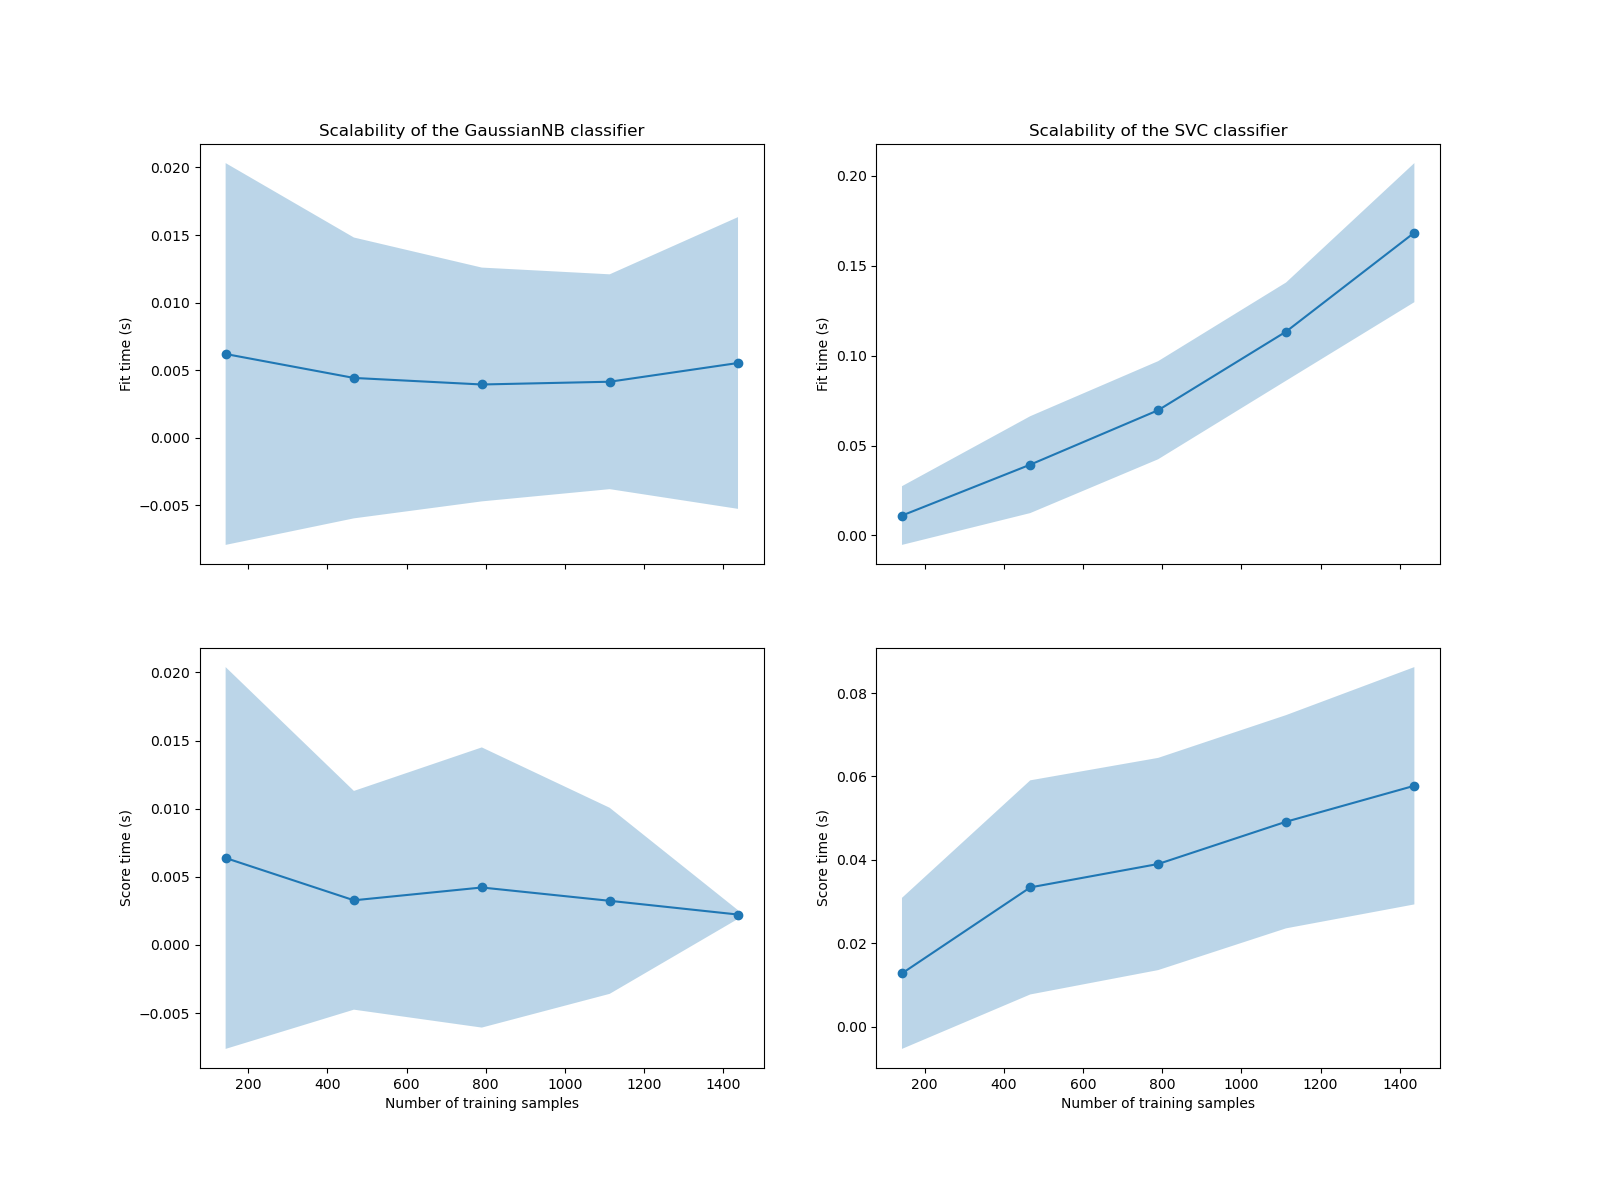 Scalability of the GaussianNB classifier
0.020
0.015
0.010
0.005
0.000
−0.005
Fit time (s)
Scalability of the SVC classifier
0.20
0.15
0.10
0.05
0.00
Fit time (s)
0.020
0.015
0.010
0.005
0.000
−0.005
Score time (s)
200 400 600 800 1000 1200 1400
Number of training samples
0.08
0.06
0.04
0.02
0.00
Score time (s)
200 400 600 800 1000 1200 1400
Number of training samples